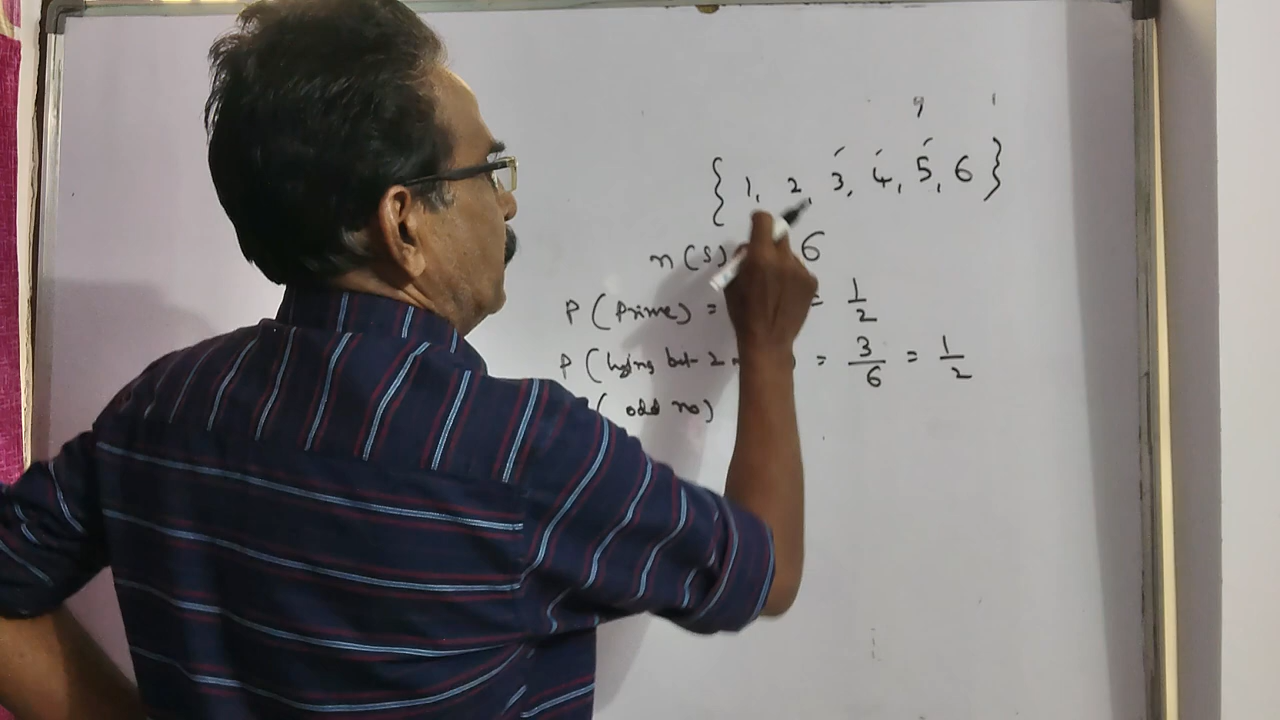 { 1, 2, 3, 4, 5, 6 }
n(S) 6
P (Prime) = = 1/2
P (lying bet 2 = 3/6 = 1/2
( odd no)